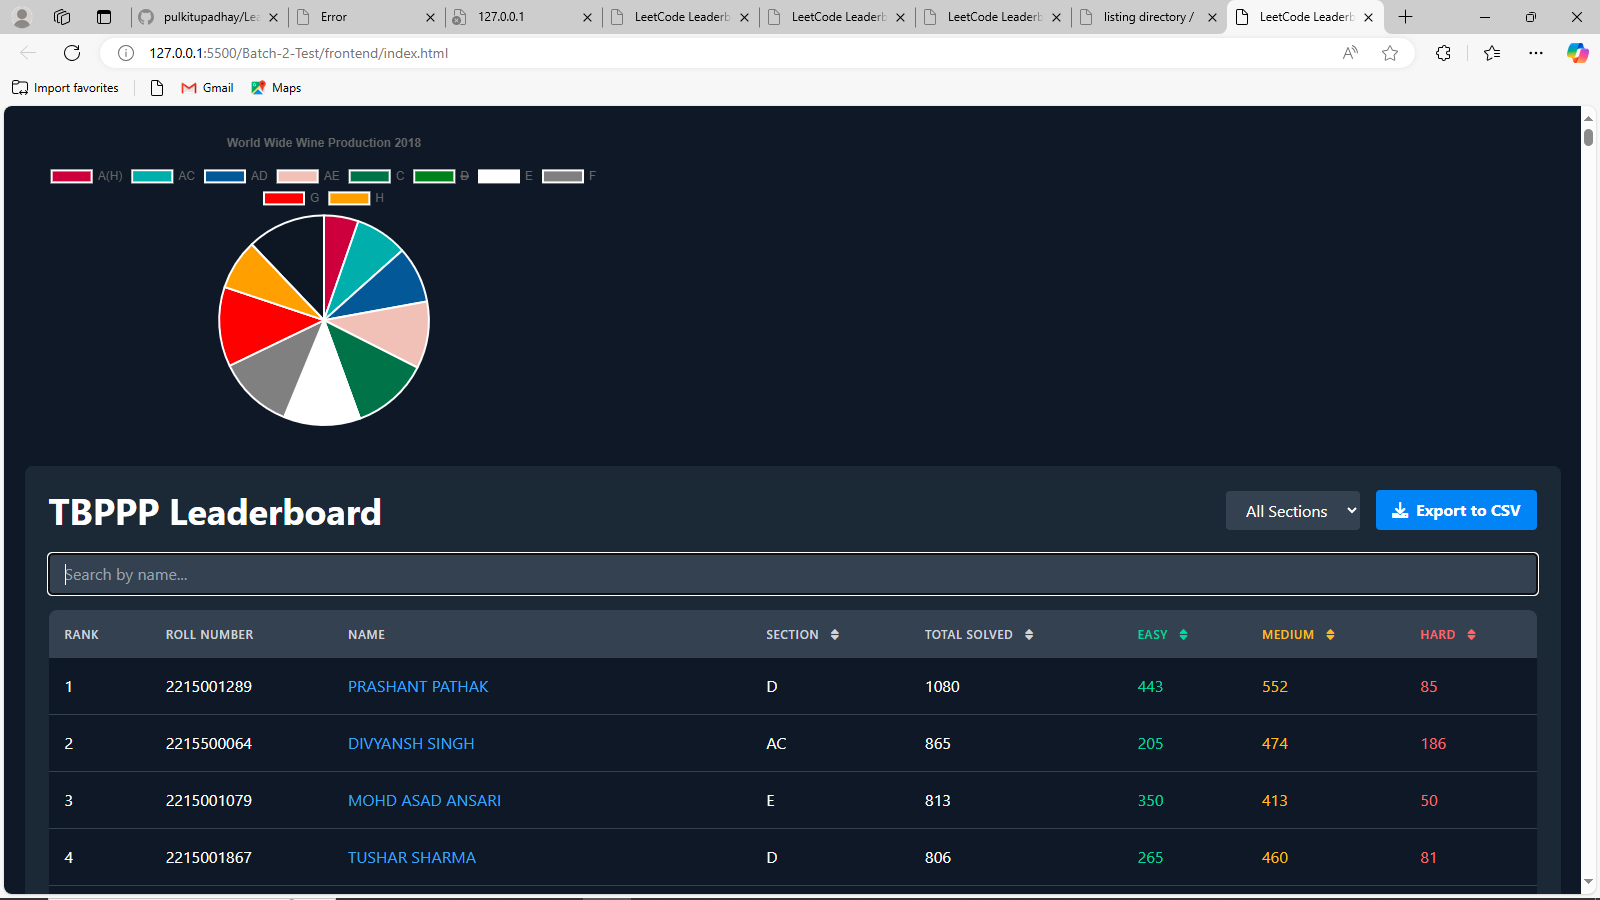 pulkitupadhay/Lea
Error
127.0.0.1
LeetCode Leaderb
LeetCode Leaderb
LeetCode Leaderb
listing directory /
LeetCode Leaderb
127.0.0.1:5500/Batch-2-Test/frontend/index.html
Import favorites
Gmail
Maps
World Wide Wine Production 2018
A(H) AC AD AE C D E F
G H
TBPPP Leaderboard
All Sections
Export to CSV
Search by name...
RANK ROLL NUMBER NAME SECTION TOTAL SOLVED EASY MEDIUM HARD
1 2215001289 PRASHANT PATHAK D 1080 443 552 85
2 2215500064 DIVYANSH SINGH AC 865 205 474 186
3 2215001079 MOHD ASAD ANSARI E 813 350 413 50
4 2215001867 TUSHAR SHARMA D 806 265 460 81